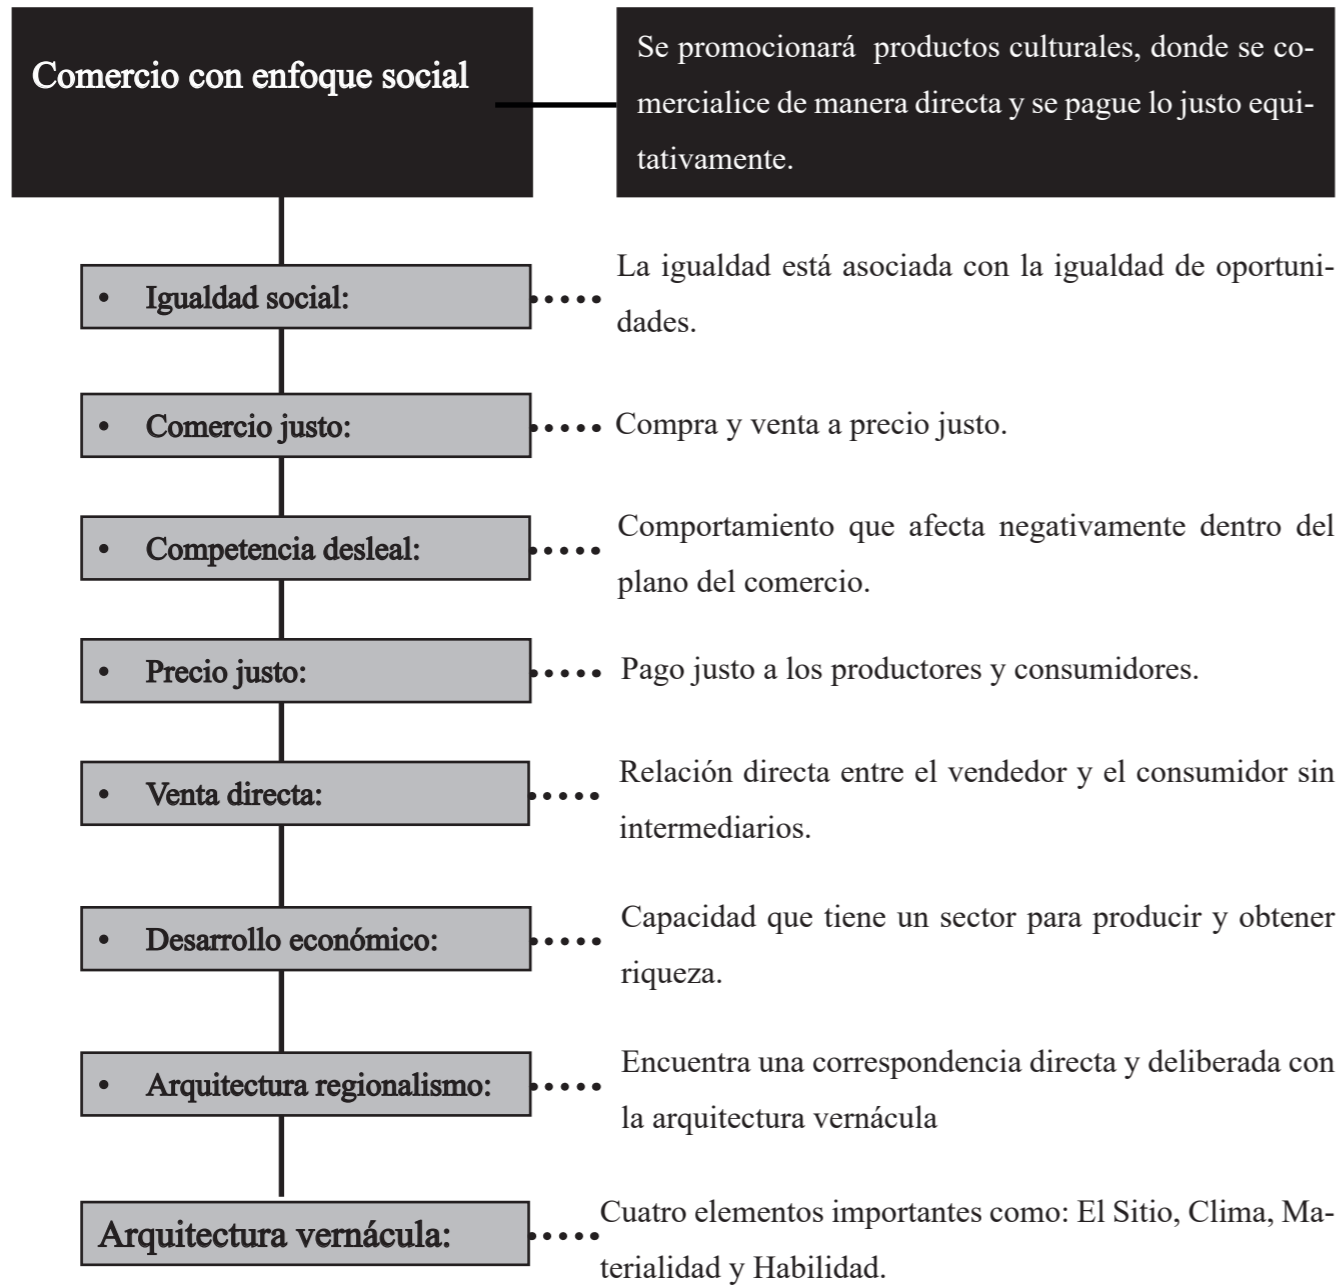 Comercio con enfoque social
Se promocionará productos culturales, donde se co-
mercialice de manera directa y se pague lo justo equi-
tativamente.
• Igualdad social:
La igualdad está asociada con la igualdad de oportuni-
dades.
• Comercio justo:
Compra y venta a precio justo.
• Competencia desleal:
Comportamiento que afecta negativamente dentro del
plano del comercio.
• Precio justo:
Pago justo a los productores y consumidores.
• Venta directa:
Relación directa entre el vendedor y el consumidor sin
intermediarios.
• Desarrollo económico:
Capacidad que tiene un sector para producir y obtener
riqueza.
• Arquitectura regionalismo:
Encuentra una correspondencia directa y deliberada con
la arquitectura vernácula
Arquitectura vernácula:
Cuatro elementos importantes como: El Sitio, Clima, Ma-
terialidad y Habilidad.